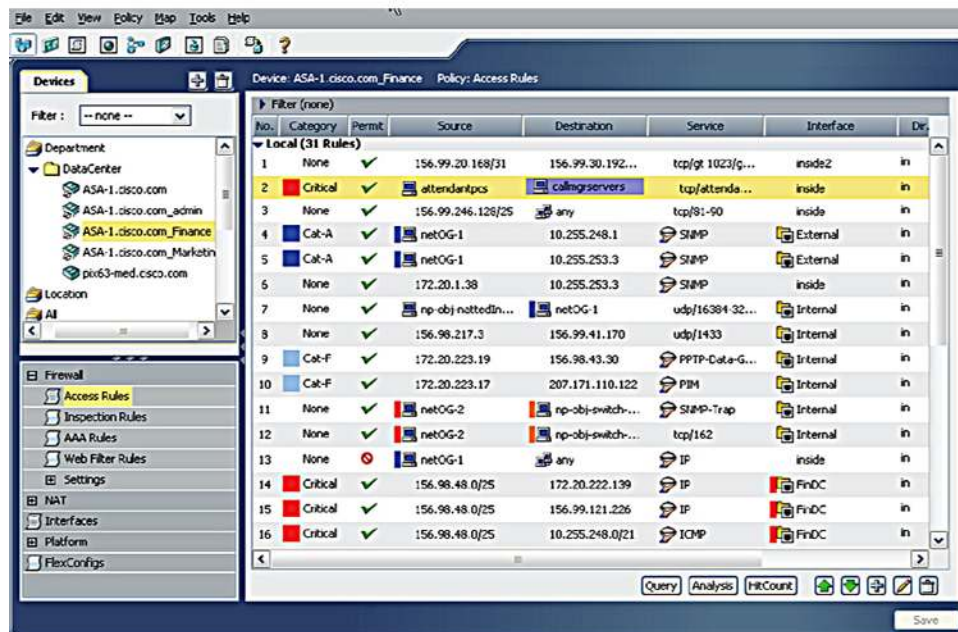 File Edit View Policy Map Tools Help
Devices
Device: ASA-1.cisco.com_Finance Policy: Access Rules
Filter : -- none --
Department
DataCenter
ASA-1.cisco.com
ASA-1.cisco.com_admin
ASA-1.cisco.com_Finance
ASA-1.cisco.com_Marketin
pix63-med.cisco.com
Location
All
Firewall
Access Rules
Inspection Rules
AAA Rules
Web Filter Rules
Settings
NAT
Interfaces
Platform
FlexConfigs
Filter (none)
No. Category Permit Source Destination Service Interface Dir.
Local (31 Rules)
1 None 156.99.20.168/31 156.99.30.192... tcp/gt 1023/g... inside2 in
2 Critical attendantpcs callmgrservers tcp/attenda... inside in
3 None 156.99.246.128/25 any tcp/81-90 inside in
4 Cat-A netOG-1 10.255.248.1 SNMP External in
5 Cat-A netOG-1 10.255.253.3 SNMP External in
6 None 172.20.1.38 10.255.253.3 SNMP inside in
7 None np-obj-nattedIn... netOG-1 udp/16384-32... Internal in
8 None 156.98.217.3 156.99.41.170 udp/1433 Internal in
9 Cat-F 172.20.223.19 156.98.43.30 PPTP-Data-G... Internal in
10 Cat-F 172.20.223.17 207.171.110.122 PIM Internal in
11 None netOG-2 np-obj-switch-... SNMP-Trap Internal in
12 None netOG-2 np-obj-switch-... tcp/162 Internal in
13 None netOG-1 any IP inside in
14 Critical 156.98.48.0/25 172.20.222.139 IP FinDC in
15 Critical 156.98.48.0/25 156.99.121.226 IP FinDC in
16 Critical 156.98.48.0/25 10.255.248.0/21 ICMP FinDC in
Query Analysis HitCount
Save